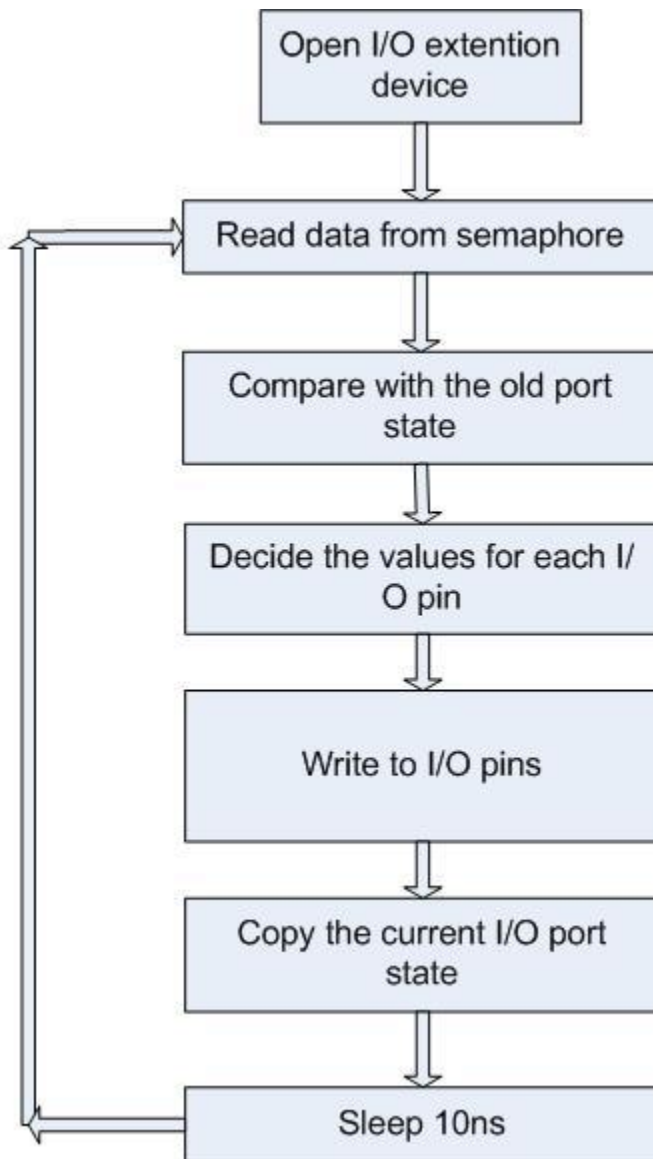 Open I/O extention
device
Read data from semaphore
Compare with the old port
state
Decide the values for each I/
O pin
Write to I/O pins
Copy the current I/O port
state
Sleep 10ns